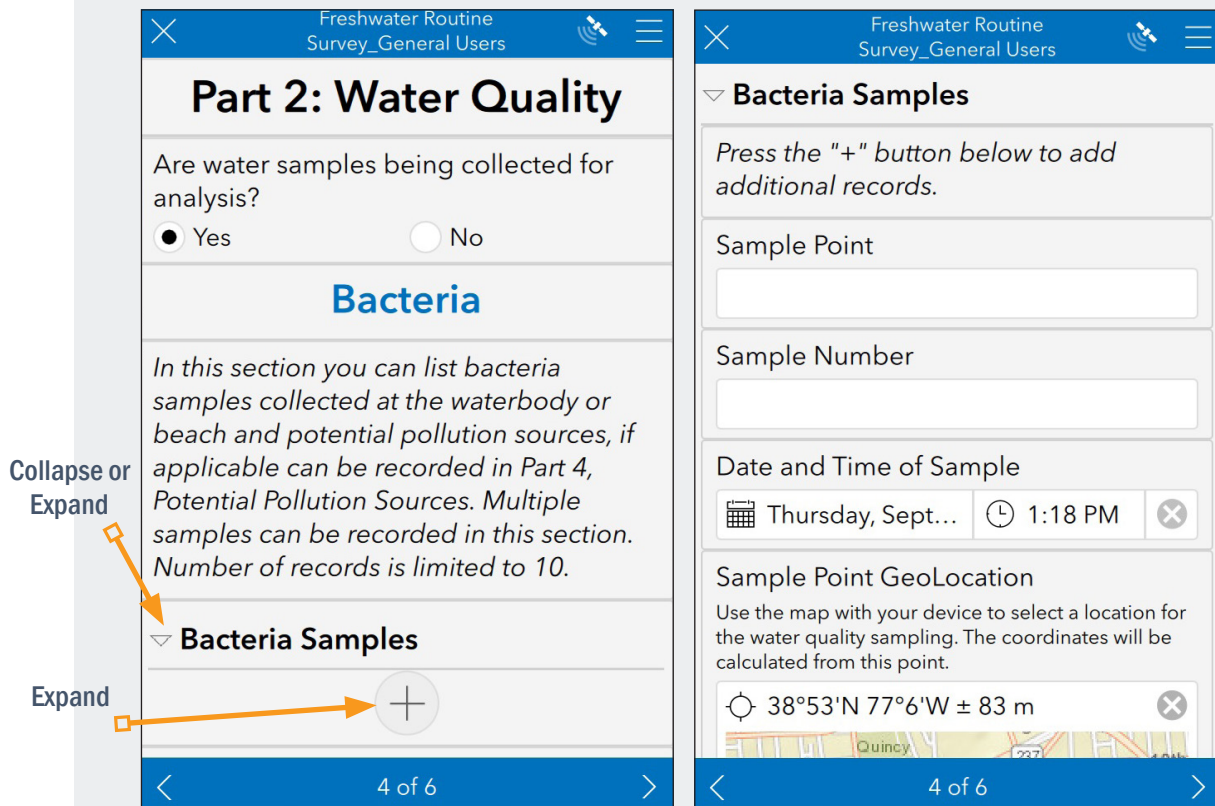 Freshwater Routine
Survey_General Users
Part 2: Water Quality
Are water samples being collected for
analysis?
Yes
No
Bacteria
In this section you can list bacteria
samples collected at the waterbody or
beach and potential pollution sources, if
applicable can be recorded in Part 4,
Potential Pollution Sources. Multiple
samples can be recorded in this section.
Number of records is limited to 10.
Collapse or
Expand
Bacteria Samples
Expand
4 of 6
Freshwater Routine
Survey_General Users
Bacteria Samples
Press the "+" button below to add
additional records.
Sample Point
Sample Number
Date and Time of Sample
Thursday, Sept...
1:18 PM
Sample Point GeoLocation
Use the map with your device to select a location for
the water quality sampling. The coordinates will be
calculated from this point.
38°53'N 77°6'W ± 83 m
Quincy
237
4 of 6